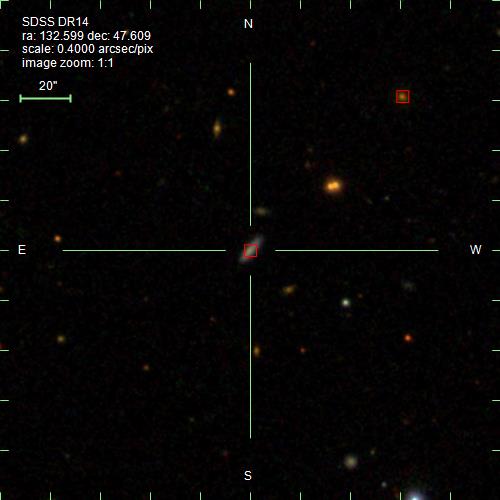 SDSS DR14
ra: 132.599 dec: 47.609
scale: 0.4000 arcsec/pix
image zoom: 1:1
20"
N
E
W
S